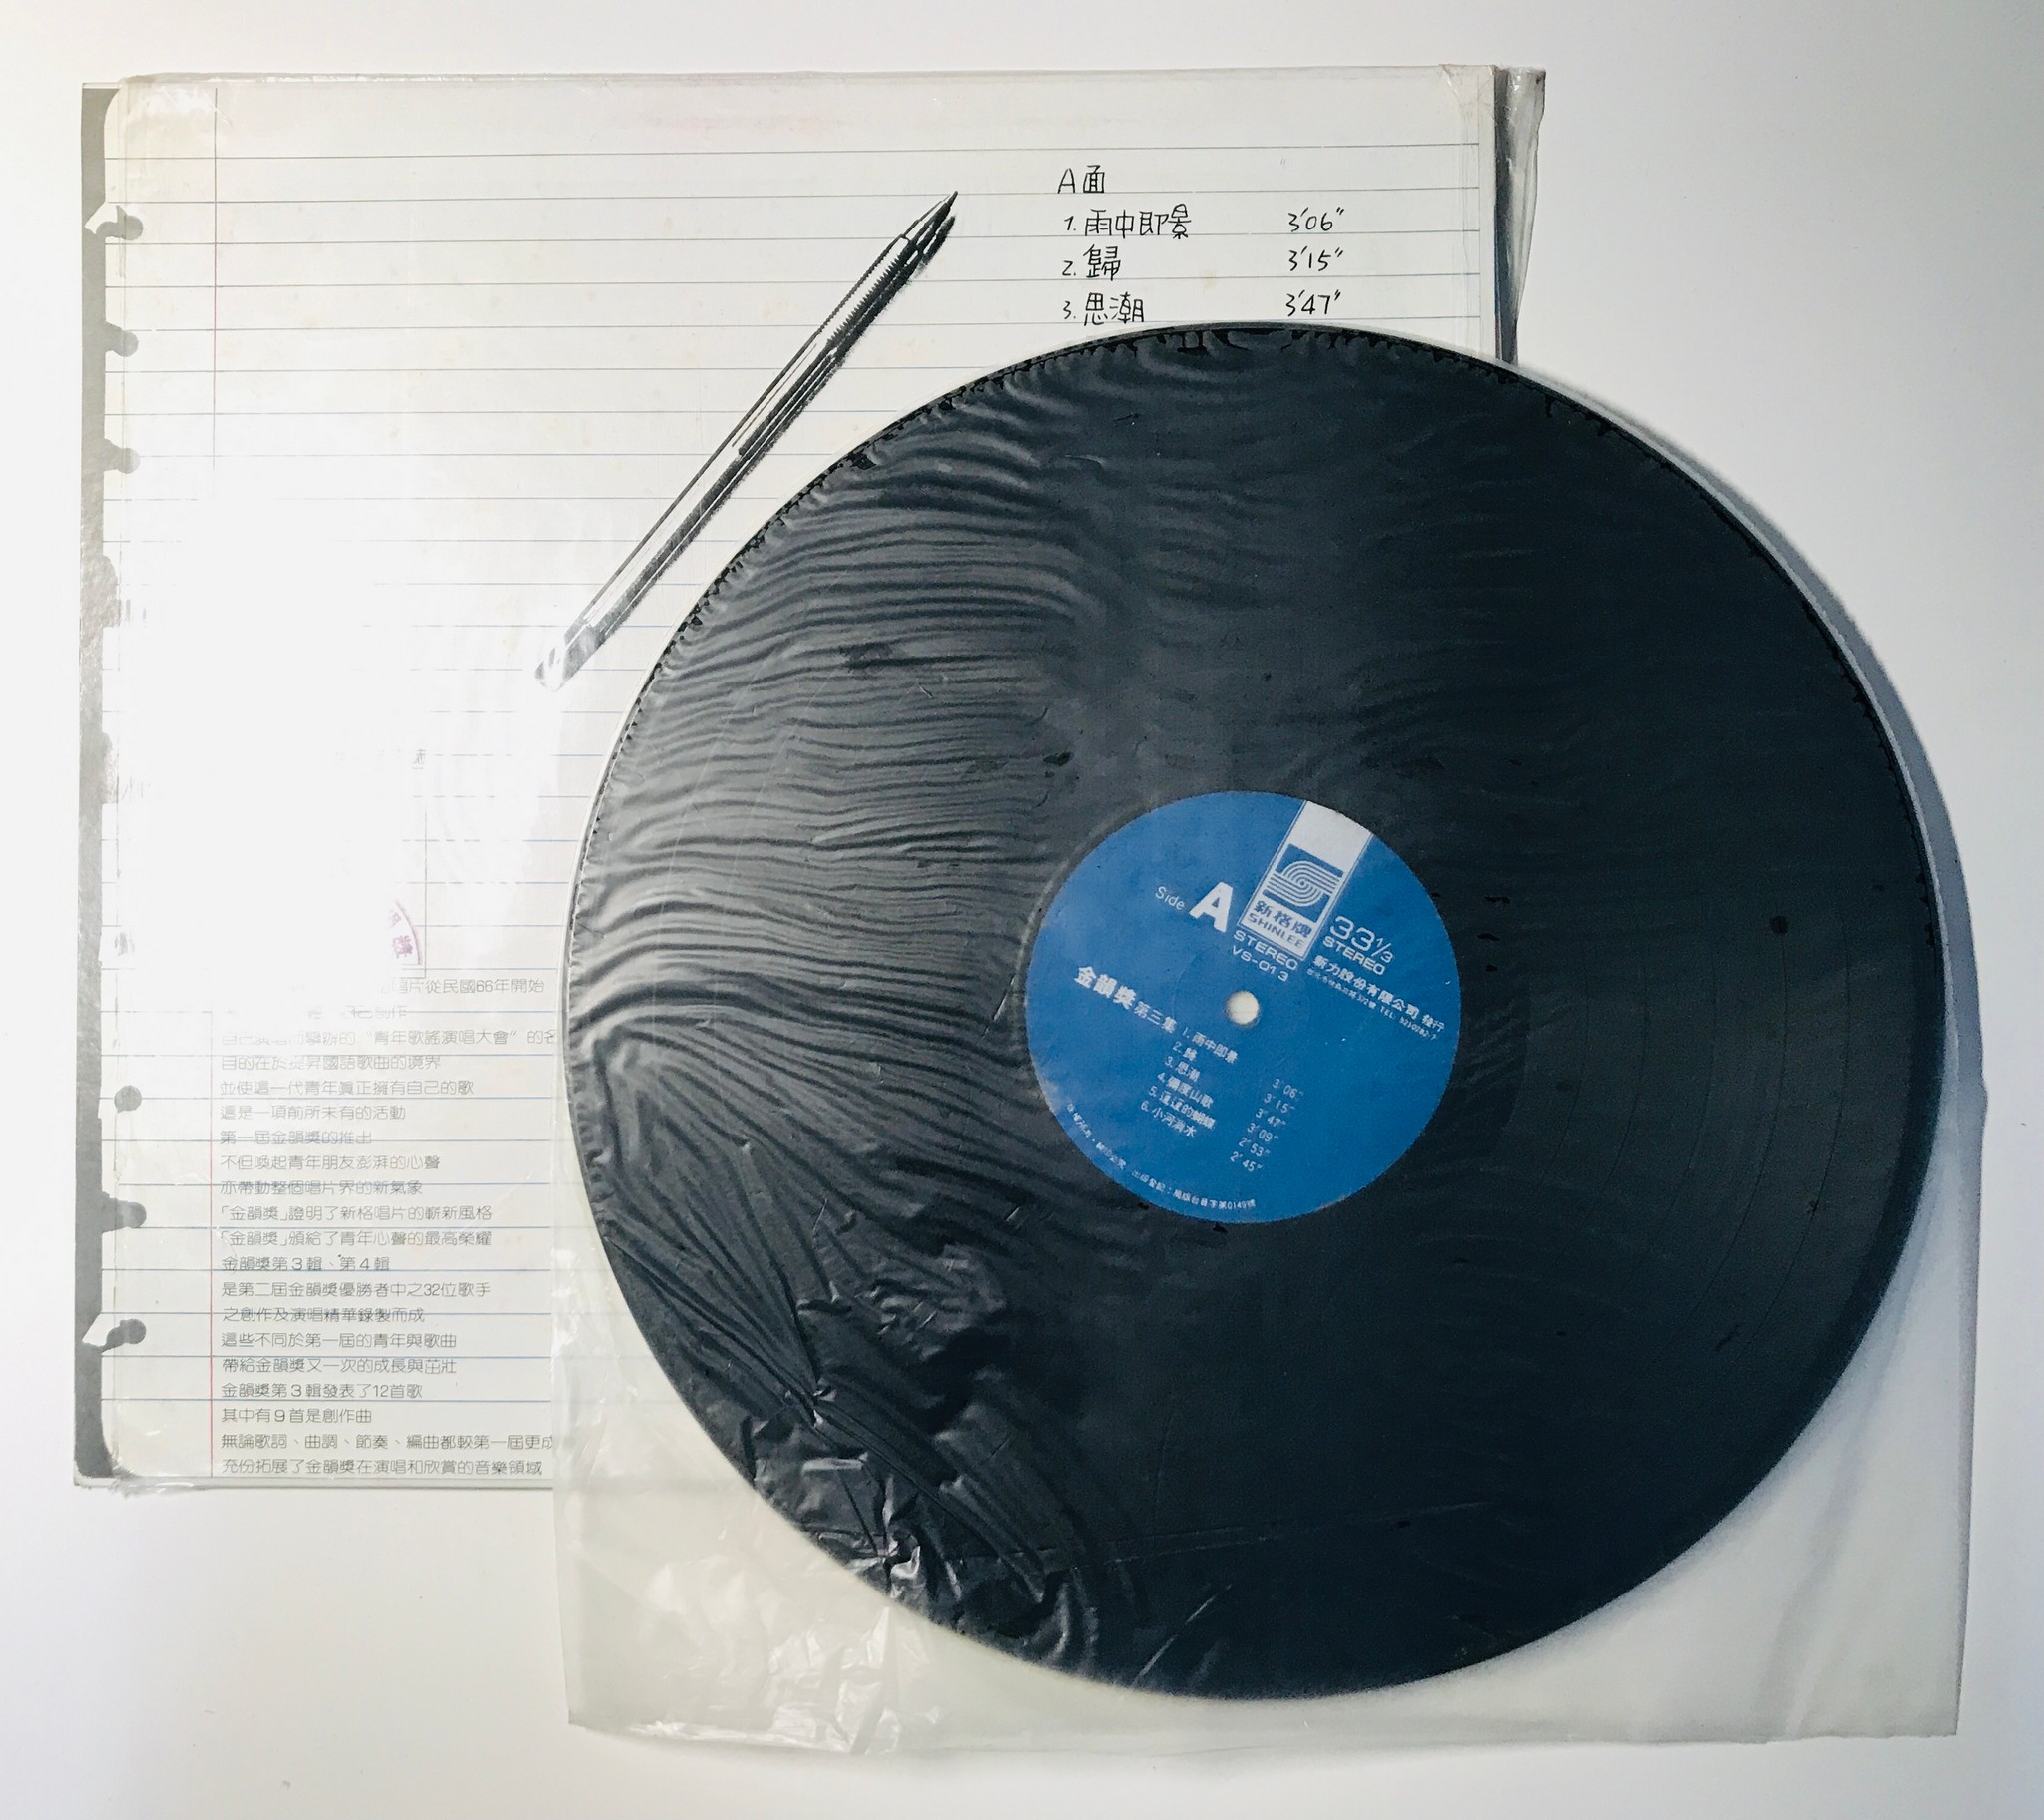 A面
1. 雨中即景 3'06"
2. 歸 3'15"
3. 思潮 3'47"
獎
唱片從民國66年開始
自己創作
自己演唱而舉辦的“青年歌謠演唱大會”的名
目的在於提昇國語歌曲的境界
並使這一代青年眞正擁有自己的歌
這是一項前所未有的活動
第一屆金韻獎的推出
不但喚起青年朋友澎湃的心聲
亦帶動整個唱片界的新氣象
「金韻獎」證明了新格唱片的嶄新風格
「金韻獎」頒給了青年心聲的最高榮耀
金韻獎第3輯、第4輯
是第二屆金韻獎優勝者中之32位歌手
之創作及演唱精華錄製而成
這些不同於第一屆的青年與歌曲
帶給金韻獎又一次的成長與茁壯
金韻獎第3輯發表了12首歌
其中有9首是創作曲
無論歌詞、曲調、節奏、編曲都較第一屆更成
充份拓展了金韻獎在演唱和欣賞的音樂領域
Side A
新格牌
SHINLEE
STEREO
VS-013
33⅓
STEREO
新力股份有限公司 發行
金韻獎 第三集
1. 雨中即景 3'06"
2. 歸 3'15"
3. 思潮 3'47"
4. 彌度山歌 3'09"
5. 逗逗的蝴蝶 2'53"
6. 小河淌水 2'45"